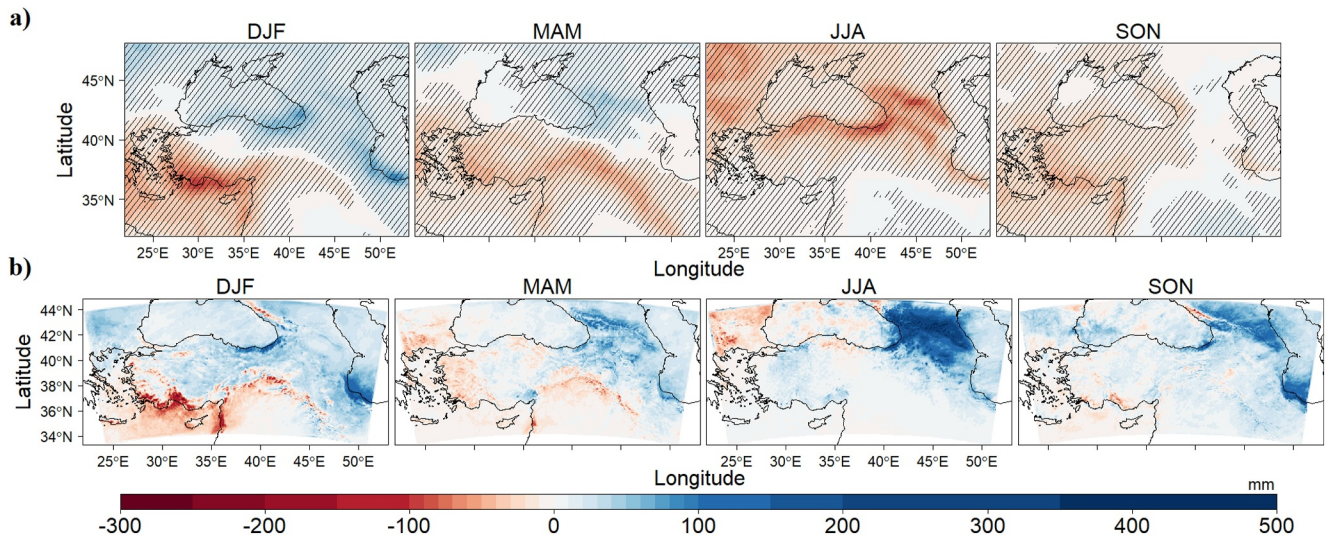 a)
DJF MAM JJA SON
45°N
40°N
35°N
Latitude
25°E 30°E 35°E 40°E 45°E 50°E 25°E 30°E 35°E 40°E 45°E 50°E
Longitude
b)
DJF MAM JJA SON
44°N
42°N
40°N
38°N
36°N
34°N
Latitude
25°E 30°E 35°E 40°E 45°E 50°E 25°E 30°E 35°E 40°E 45°E 50°E
Longitude
mm
-300 -200 -100 0 100 200 300 400 500